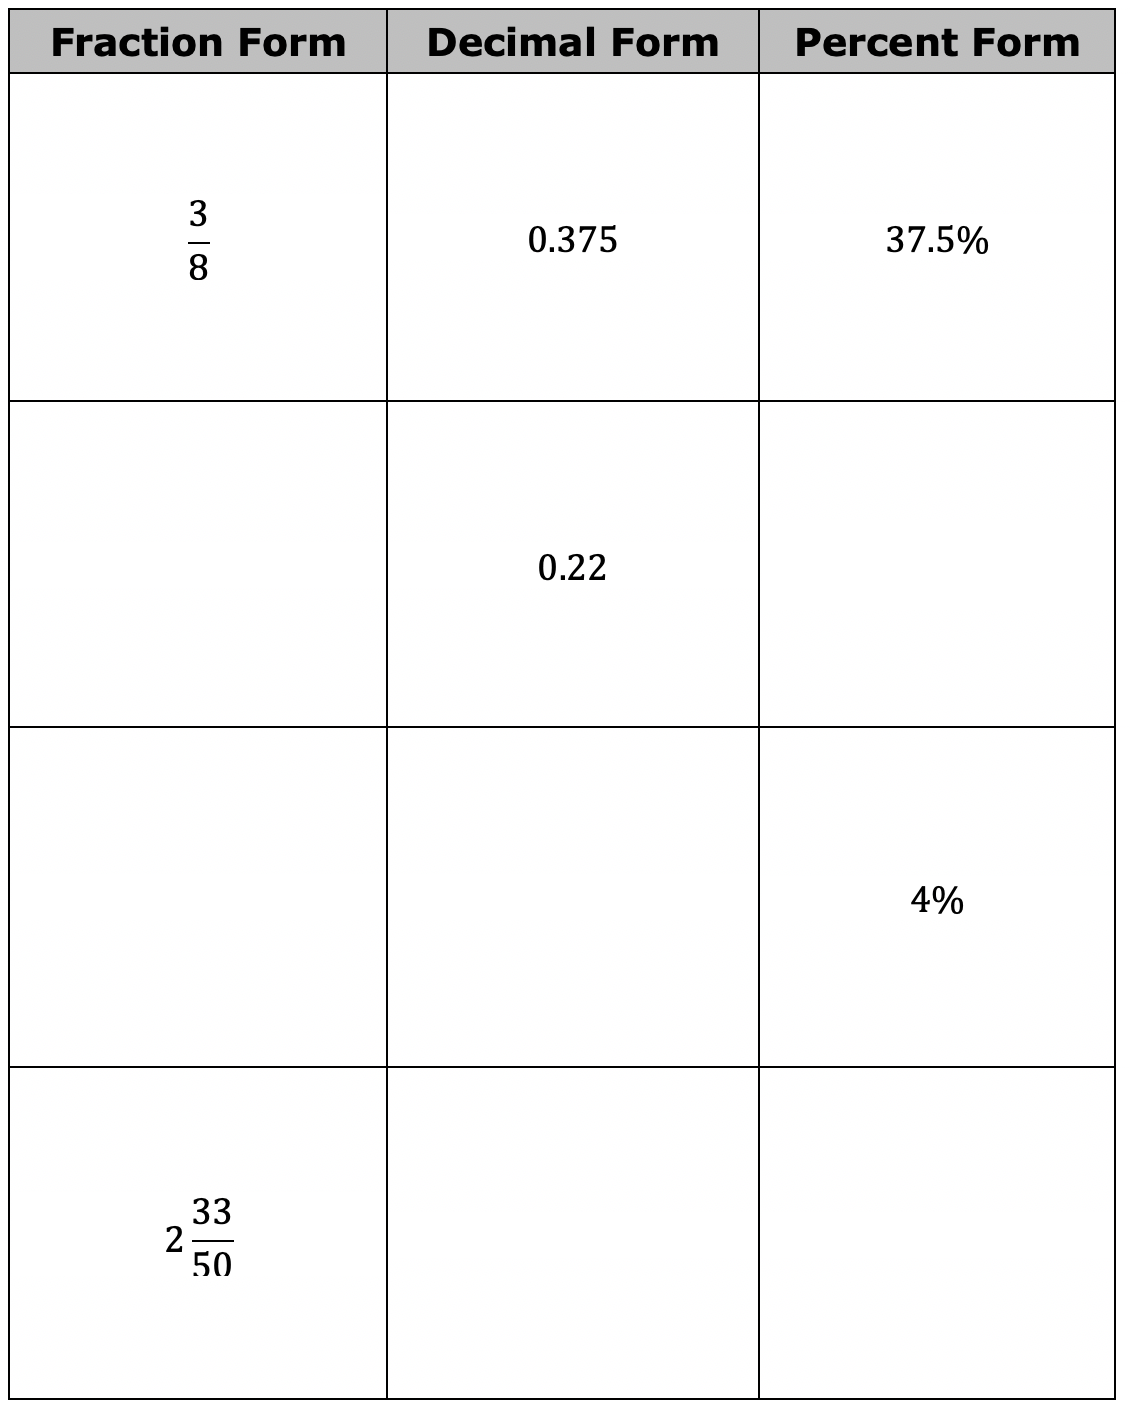 Fraction Form Decimal Form Percent Form
3/8 0.375 37.5%
0.22
4%
2 33/50